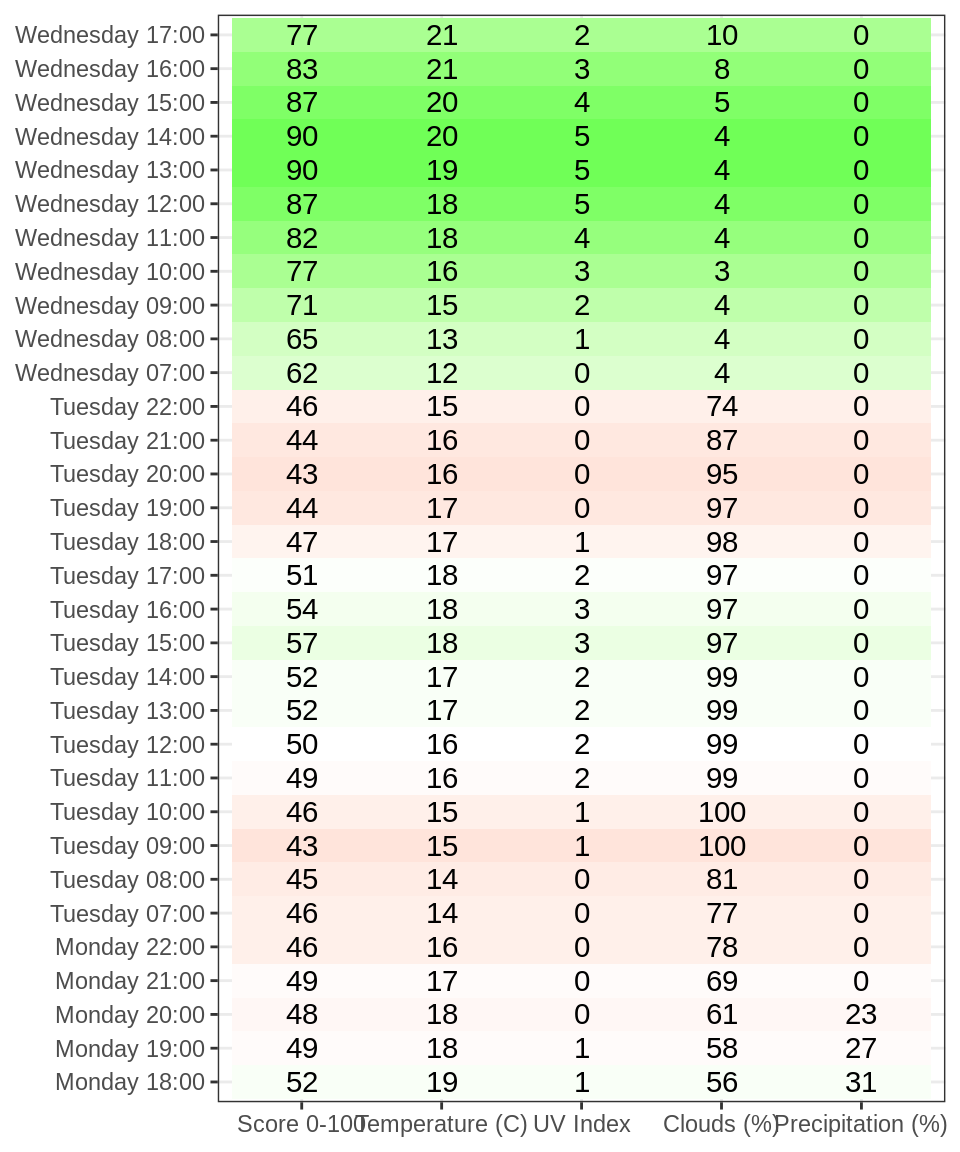 Wednesday 17:00 77 21 2 10 0
Wednesday 16:00 83 21 3 8 0
Wednesday 15:00 87 20 4 5 0
Wednesday 14:00 90 20 5 4 0
Wednesday 13:00 90 19 5 4 0
Wednesday 12:00 87 18 5 4 0
Wednesday 11:00 82 18 4 4 0
Wednesday 10:00 77 16 3 3 0
Wednesday 09:00 71 15 2 4 0
Wednesday 08:00 65 13 1 4 0
Wednesday 07:00 62 12 0 4 0
Tuesday 22:00 46 15 0 74 0
Tuesday 21:00 44 16 0 87 0
Tuesday 20:00 43 16 0 95 0
Tuesday 19:00 44 17 0 97 0
Tuesday 18:00 47 17 1 98 0
Tuesday 17:00 51 18 2 97 0
Tuesday 16:00 54 18 3 97 0
Tuesday 15:00 57 18 3 97 0
Tuesday 14:00 52 17 2 99 0
Tuesday 13:00 52 17 2 99 0
Tuesday 12:00 50 16 2 99 0
Tuesday 11:00 49 16 2 99 0
Tuesday 10:00 46 15 1 100 0
Tuesday 09:00 43 15 1 100 0
Tuesday 08:00 45 14 0 81 0
Tuesday 07:00 46 14 0 77 0
Monday 22:00 46 16 0 78 0
Monday 21:00 49 17 0 69 0
Monday 20:00 48 18 0 61 23
Monday 19:00 49 18 1 58 27
Monday 18:00 52 19 1 56 31
Score 0-100 Temperature (C) UV Index Clouds (%) Precipitation (%)